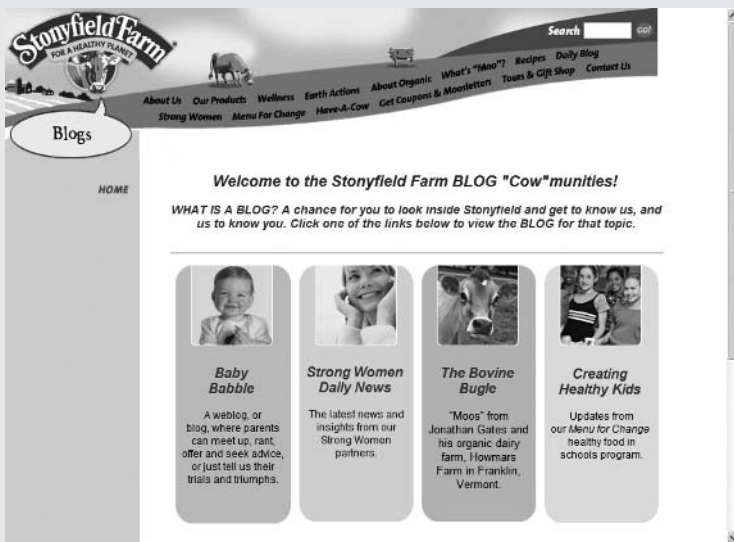 Stonyfield Farm
FOR A HEALTHY PLANET
Search GO!
About Us Our Products Wellness Earth Actions About Organic What's "Moo"? Recipes Daily Blog
Strong Women Menu For Change Have-A-Cow Get Coupons & Moosletters Tours & Gift Shop Contact Us
Blogs
HOME
Welcome to the Stonyfield Farm BLOG "Cow"munities!
WHAT IS A BLOG? A chance for you to look inside Stonyfield and get to know us, and
us to know you. Click one of the links below to view the BLOG for that topic.
Baby
Babble
A weblog, or
blog, where parents
can meet up, rant,
offer and seek advice,
or just tell us their
trials and triumphs.
Strong Women
Daily News
The latest news and
insights from our
Strong Women
partners.
The Bovine
Bugle
"Moos" from
Jonathan Gates and
his organic dairy
farm, Howmars
Farm in Franklin,
Vermont.
Creating
Healthy Kids
Updates from
our Menu for Change
healthy food in
schools program.